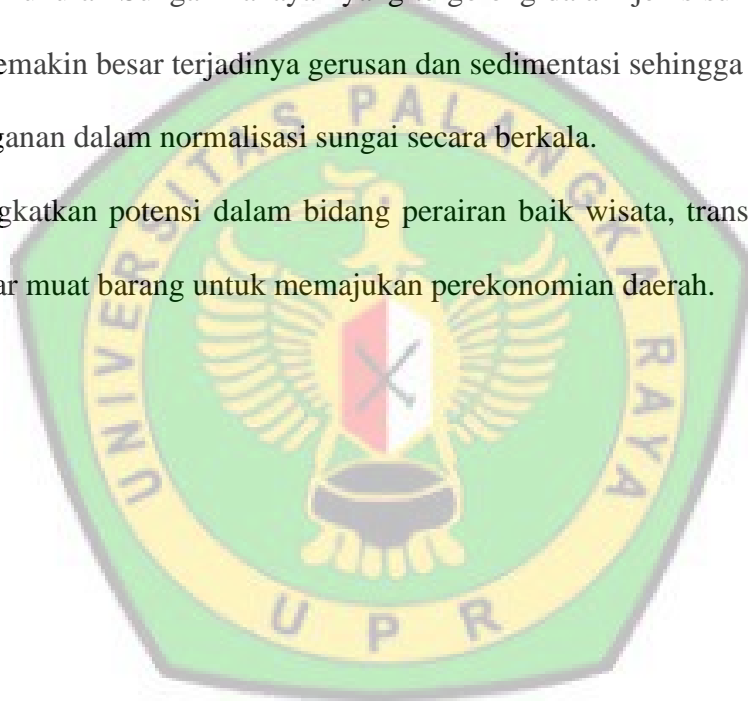 emakin besar terjadinya gerusan dan sedimentasi sehingga
ganan dalam normalisasi sungai secara berkala.
gkatkan potensi dalam bidang perairan baik wisata, trans
ar muat barang untuk memajukan perekonomian daerah.
UNIVERSITAS PALANGKA RAYA
U P R